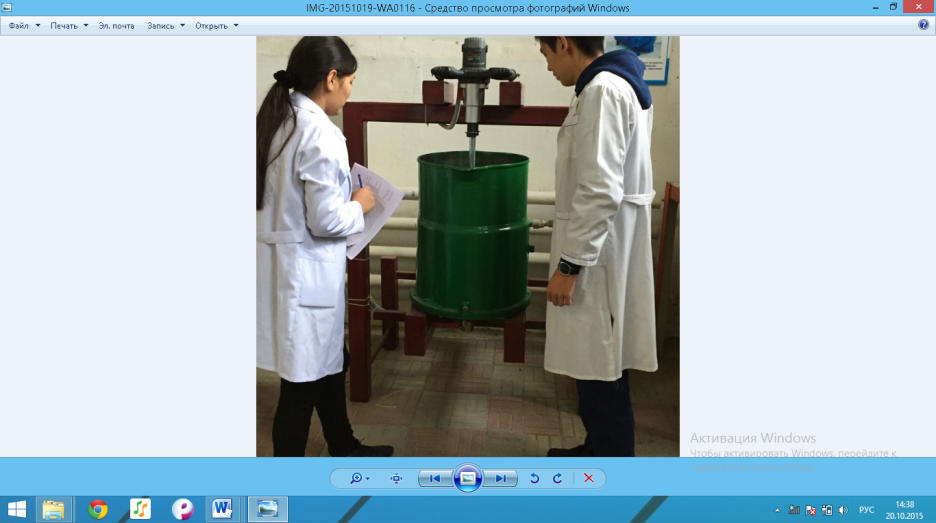 IMG-20151019-WA0116 - Средство просмотра фотографий Windows
Файл Печать Эл. почта Запись Открыть
Активация Windows
Чтобы активировать Windows, перейдите к
РУС
14:38
20.10.2015